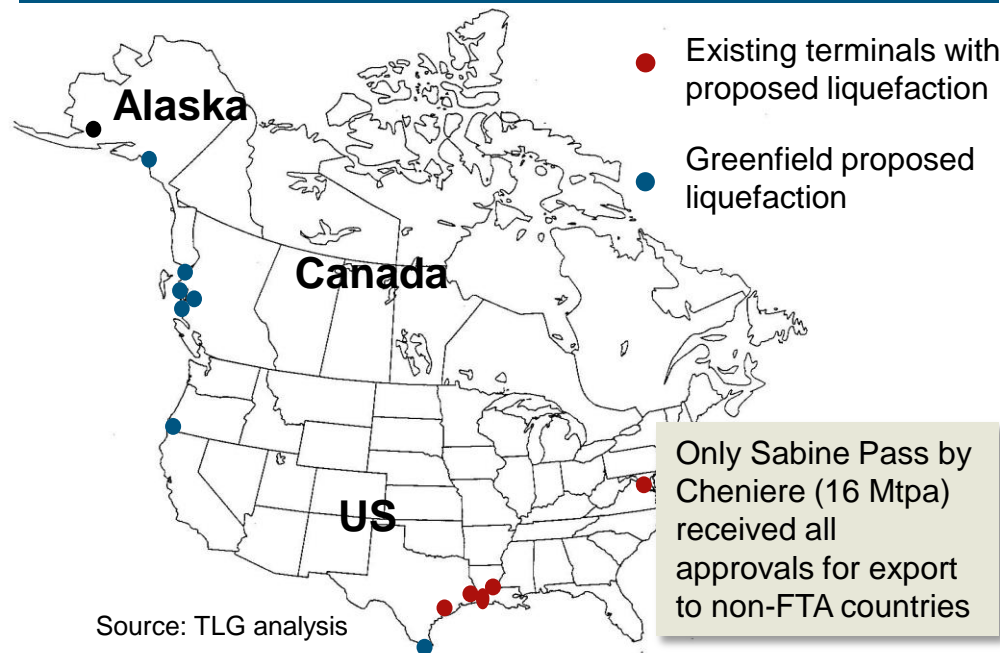 Existing terminals with
proposed liquefaction
Alaska
Greenfield proposed
liquefaction
Canada
Only Sabine Pass by
Cheniere (16 Mtpa)
received all
approvals for export
to non-FTA countries
US
Source: TLG analysis